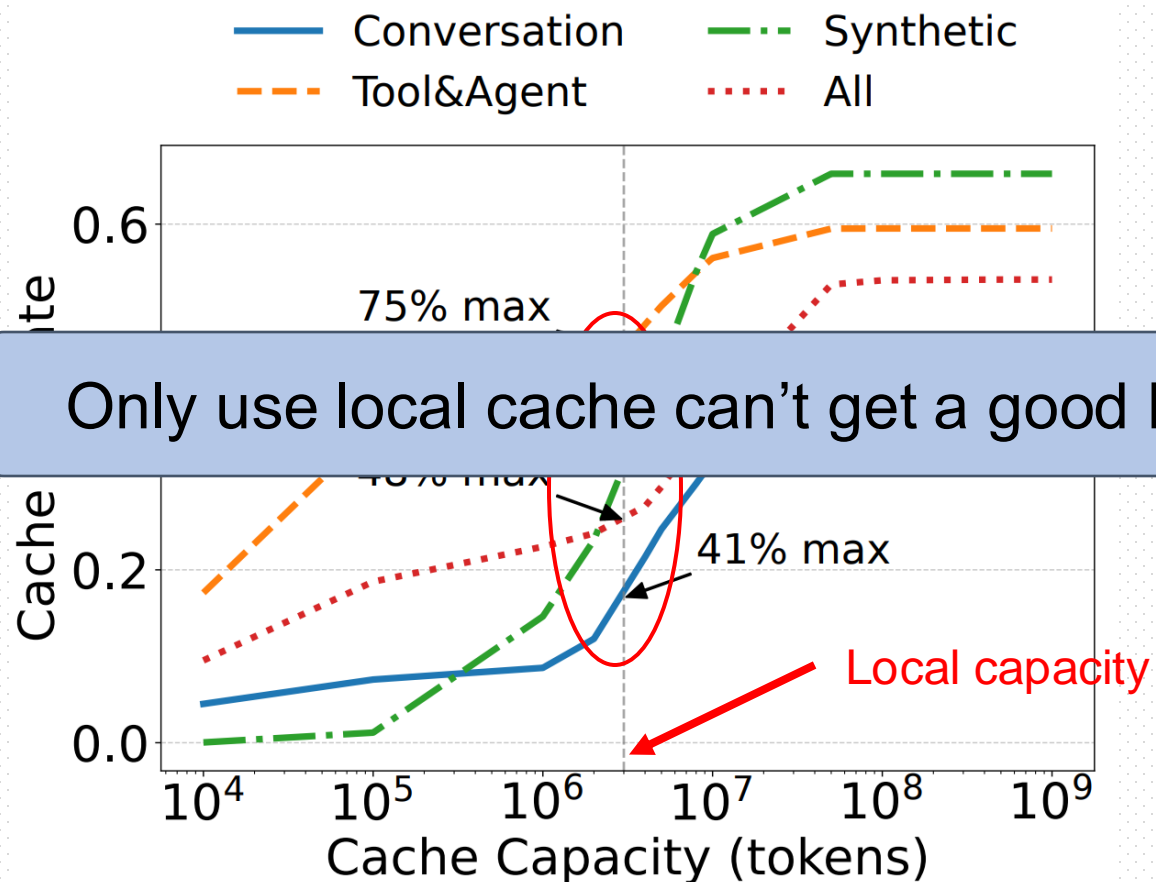 Conversation
Synthetic
Tool&Agent
All
0.6
75% max
Only use local cache can't get a good
48% max
Cache
41% max
0.2
Local capacity
0.0
10⁴ 10⁵ 10⁶ 10⁷ 10⁸ 10⁹
Cache Capacity (tokens)